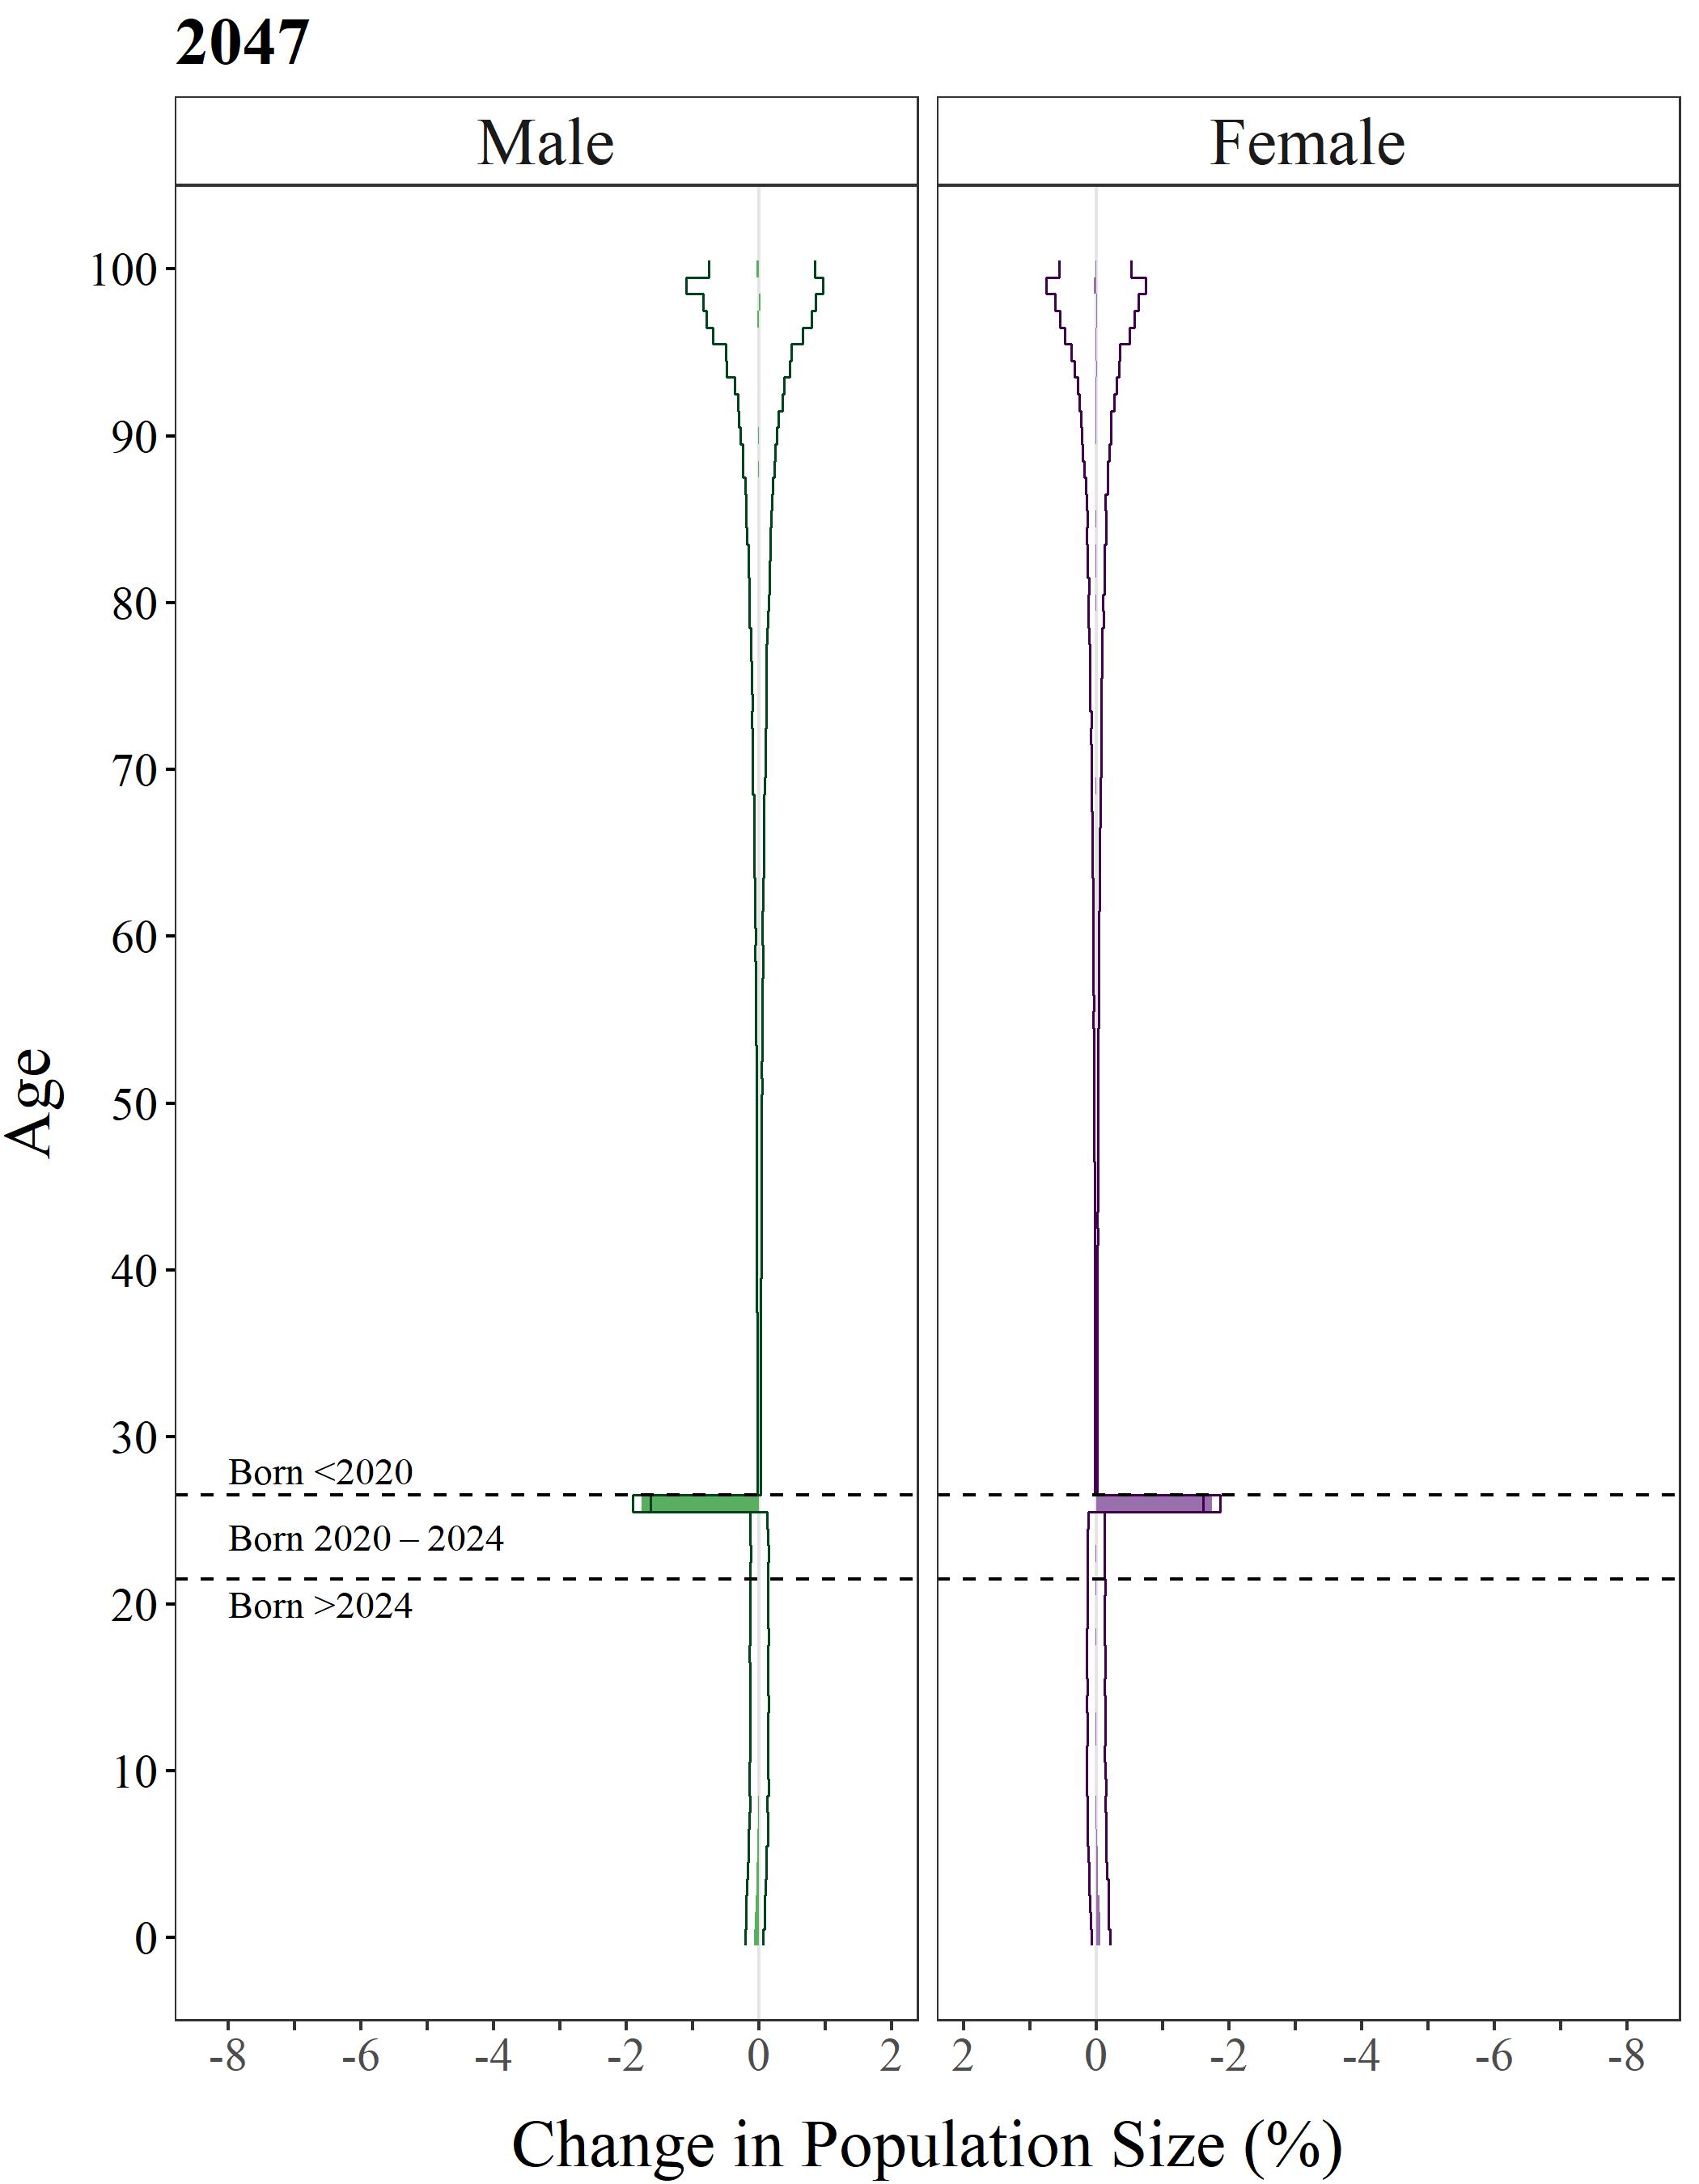 2047
Male
Female
Age
100
90
80
70
60
50
40
30
Born <2020
Born 2020 – 2024
20
Born >2024
10
0
-8 -6 -4 -2 0 2 2 0 -2 -4 -6 -8
Change in Population Size (%)